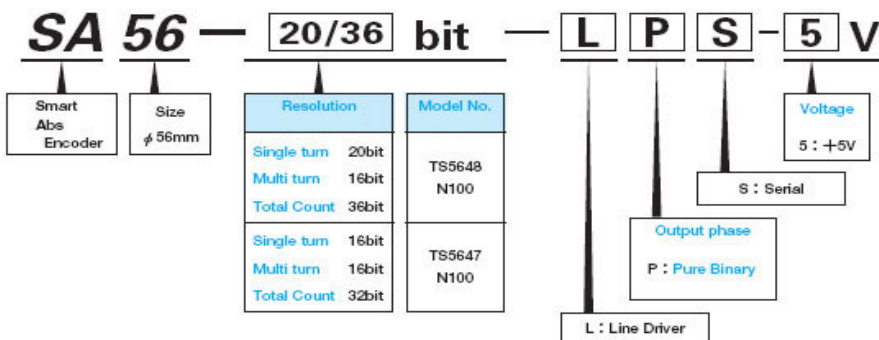 SA 56 — 20/36 bit — L P S - 5 V
Smart
Abs
Encoder
Size
φ 56mm
Resolution
Model No.
Single turn 20bit
Multi turn 16bit
Total Count 36bit
TS5648
N100
Single turn 16bit
Multi turn 16bit
Total Count 32bit
TS5647
N100
L : Line Driver
Output phase
P : Pure Binary
S : Serial
Voltage
5 : +5V